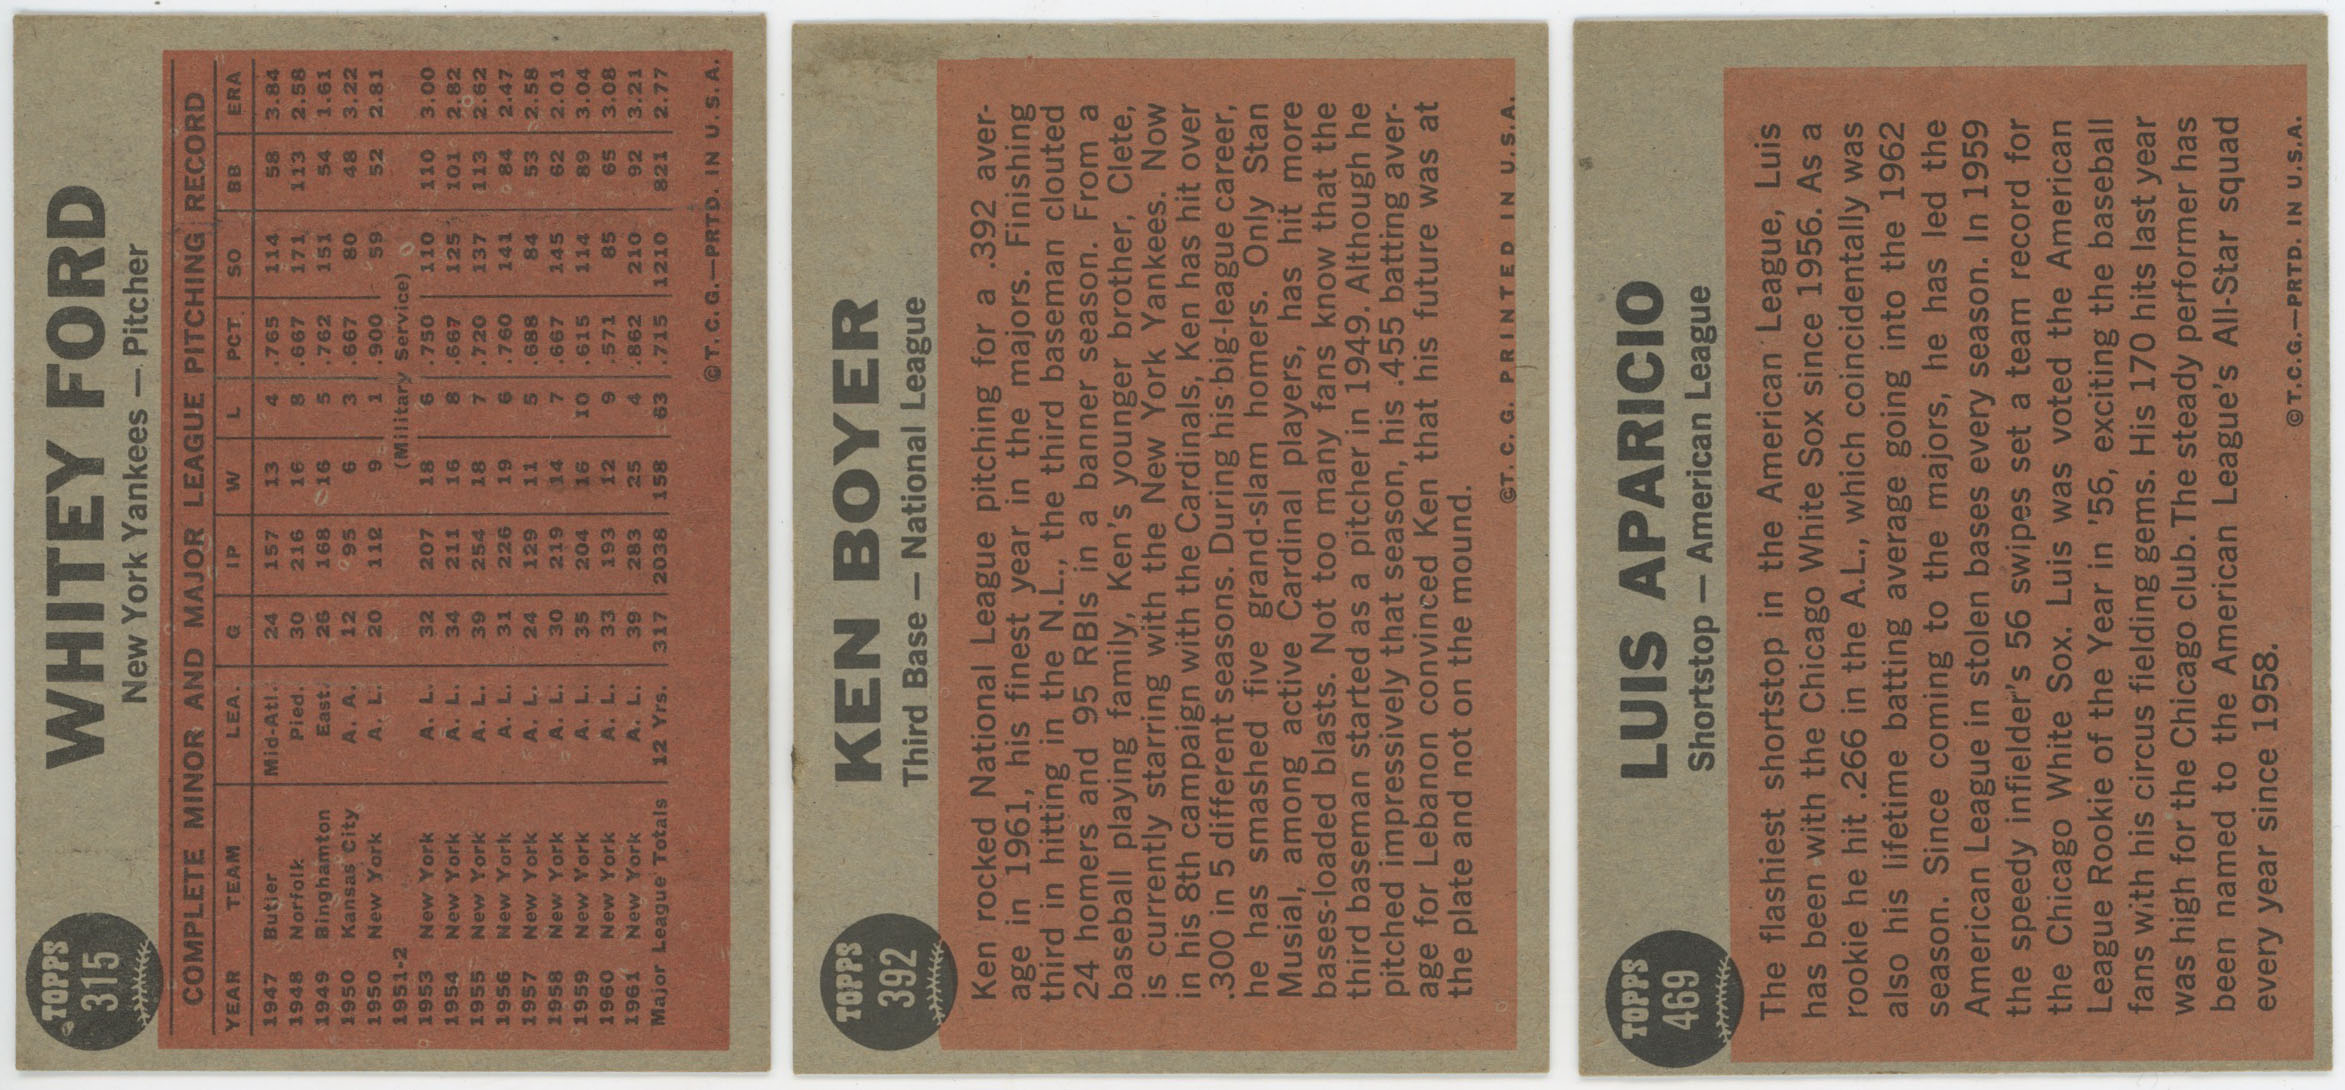 TOPPS
315
WHITEY FORD
New York Yankees — Pitcher
COMPLETE MINOR AND MAJOR LEAGUE PITCHING RECORD
YEAR TEAM LEA. G IP W L PCT. SO BB ERA
1947 Butler Mid-Atl. 24 157 13 4 .765 114 58 3.84
1948 Norfolk Pied. 30 216 16 8 .667 171 113 2.58
1949 Binghamton East. 26 168 16 5 .762 151 54 1.61
1950 Kansas City A. A. 12 95 6 3 .667 80 48 3.22
1950 New York A. L. 20 112 9 1 .900 59 52 2.81
1951-2 (Military Service)
1953 New York A. L. 32 207 18 6 .750 110 110 3.00
1954 New York A. L. 34 211 16 8 .667 125 101 2.82
1955 New York A. L. 39 254 18 7 .720 137 113 2.62
1956 New York A. L. 31 226 19 6 .760 141 84 2.47
1957 New York A. L. 24 129 11 5 .688 84 53 2.58
1958 New York A. L. 30 219 14 7 .667 145 62 2.01
1959 New York A. L. 35 204 16 10 .615 114 89 3.04
1960 New York A. L. 33 193 12 9 .571 85 65 3.08
1961 New York A. L. 39 283 25 4 .862 210 92 3.21
Major League Totals 12 Yrs. 317 2038 158 63 .715 1210 821 2.77
©T.C.G.—PRTD. IN U.S.A.
TOPPS
392
KEN BOYER
Third Base — National League
Ken rocked National League pitching for a .392 aver-
age in 1961, his finest year in the majors. Finishing
third in hitting in the N.L., the third baseman clouted
24 homers and 95 RBIs in a banner season. From a
baseball playing family, Ken's younger brother, Clete,
is currently starring with the New York Yankees. Now
in his 8th campaign with the Cardinals, Ken has hit over
.300 in 5 different seasons. During his big-league career,
he has smashed five grand-slam homers. Only Stan
Musial, among active Cardinal players, has hit more
bases-loaded blasts. Not too many fans know that the
third baseman started as a pitcher in 1949. Although he
pitched impressively that season, his .455 batting aver-
age for Lebanon convinced Ken that his future was at
the plate and not on the mound.
©T. C. G. PRINTED IN U.S.A.
TOPPS
469
LUIS APARICIO
Shortstop — American League
The flashiest shortstop in the American League, Luis
has been with the Chicago White Sox since 1956. As a
rookie he hit .266 in the A.L., which coincidentally was
also his lifetime batting average going into the 1962
season. Since coming to the majors, he has led the
American League in stolen bases every season. In 1959
the speedy infielder's 56 swipes set a team record for
the Chicago White Sox. Luis was voted the American
League Rookie of the Year in '56, exciting the baseball
fans with his circus fielding gems. His 170 hits last year
was high for the Chicago club. The steady performer has
been named to the American League's All-Star squad
every year since 1958.
©T.C.G.—PRTD. IN U.S.A.